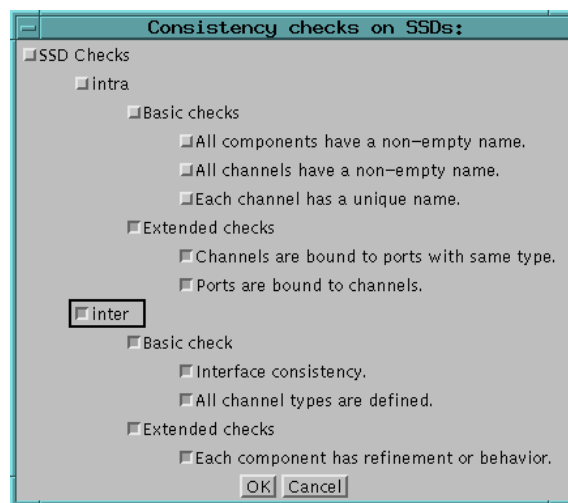 Consistency checks on SSDs:
SSD Checks
intra
Basic checks
All components have a non-empty name.
All channels have a non-empty name.
Each channel has a unique name.
Extended checks
Channels are bound to ports with same type.
Ports are bound to channels.
inter
Basic check
Interface consistency.
All channel types are defined.
Extended checks
Each component has refinement or behavior.
OK Cancel